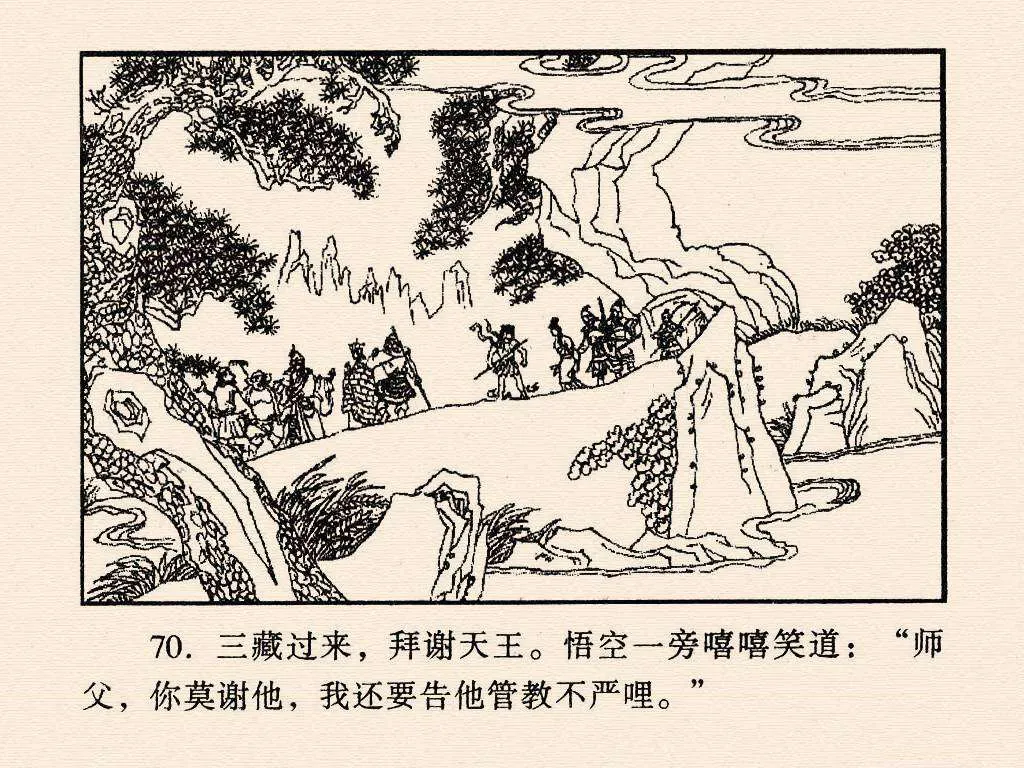 70. 三藏过来，拜谢天王。悟空一旁嘻嘻笑道：“师
父，你莫谢他，我还要告他管教不严哩。”